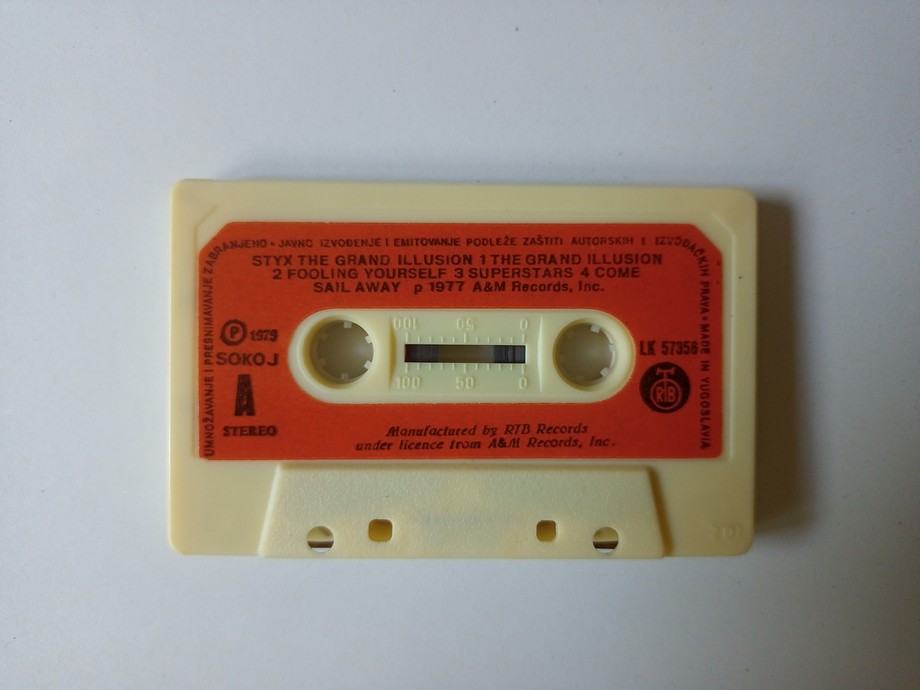 UMNOŽAVANJE I PRESNIMAVANJE ZABRANJENO • JAVNO IZVOĐENJE I EMITOVANJE PODLEŽE ZAŠTITI AUTORSKIH I IZVOĐAČKIH PRAVA • MADE IN YUGOSLAVIA
STYX THE GRAND ILLUSION 1 THE GRAND ILLUSION
2 FOOLING YOURSELF 3 SUPERSTARS 4 COME
SAIL AWAY p 1977 A&M Records, Inc.
100 50 0
Ⓟ 1979
SOKOJ
LK 57356
100 50 0
A
RTB
STEREO
Manufactured by RTB Records
under licence from A&M Records, Inc.